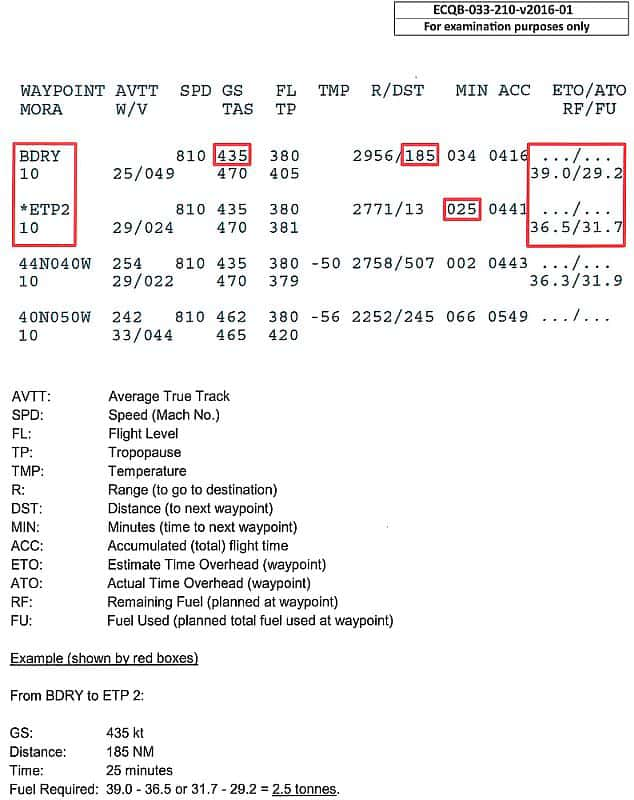 ECQB-033-210-v2016-01
For examination purposes only
WAYPOINT AVTT SPD GS FL TMP R/DST MIN ACC ETO/ATO
MORA W/V TAS TP RF/FU
BDRY 810 435 380 2956/185 034 0416 .../...
10 25/049 470 405 39.0/29.2
*ETP2 810 435 380 2771/13 025 0441 .../...
10 29/024 470 381 36.5/31.7
44N040W 254 810 435 380 -50 2758/507 002 0443 .../...
10 29/022 470 379 36.3/31.9
40N050W 242 810 462 380 -56 2252/245 066 0549 .../...
10 33/044 465 420
AVTT: Average True Track
SPD: Speed (Mach No.)
FL: Flight Level
TP: Tropopause
TMP: Temperature
R: Range (to go to destination)
DST: Distance (to next waypoint)
MIN: Minutes (time to next waypoint)
ACC: Accumulated (total) flight time
ETO: Estimate Time Overhead (waypoint)
ATO: Actual Time Overhead (waypoint)
RF: Remaining Fuel (planned at waypoint)
FU: Fuel Used (planned total fuel used at waypoint)
Example (shown by red boxes)
From BDRY to ETP 2:
GS: 435 kt
Distance: 185 NM
Time: 25 minutes
Fuel Required: 39.0 - 36.5 or 31.7 - 29.2 = 2.5 tonnes.